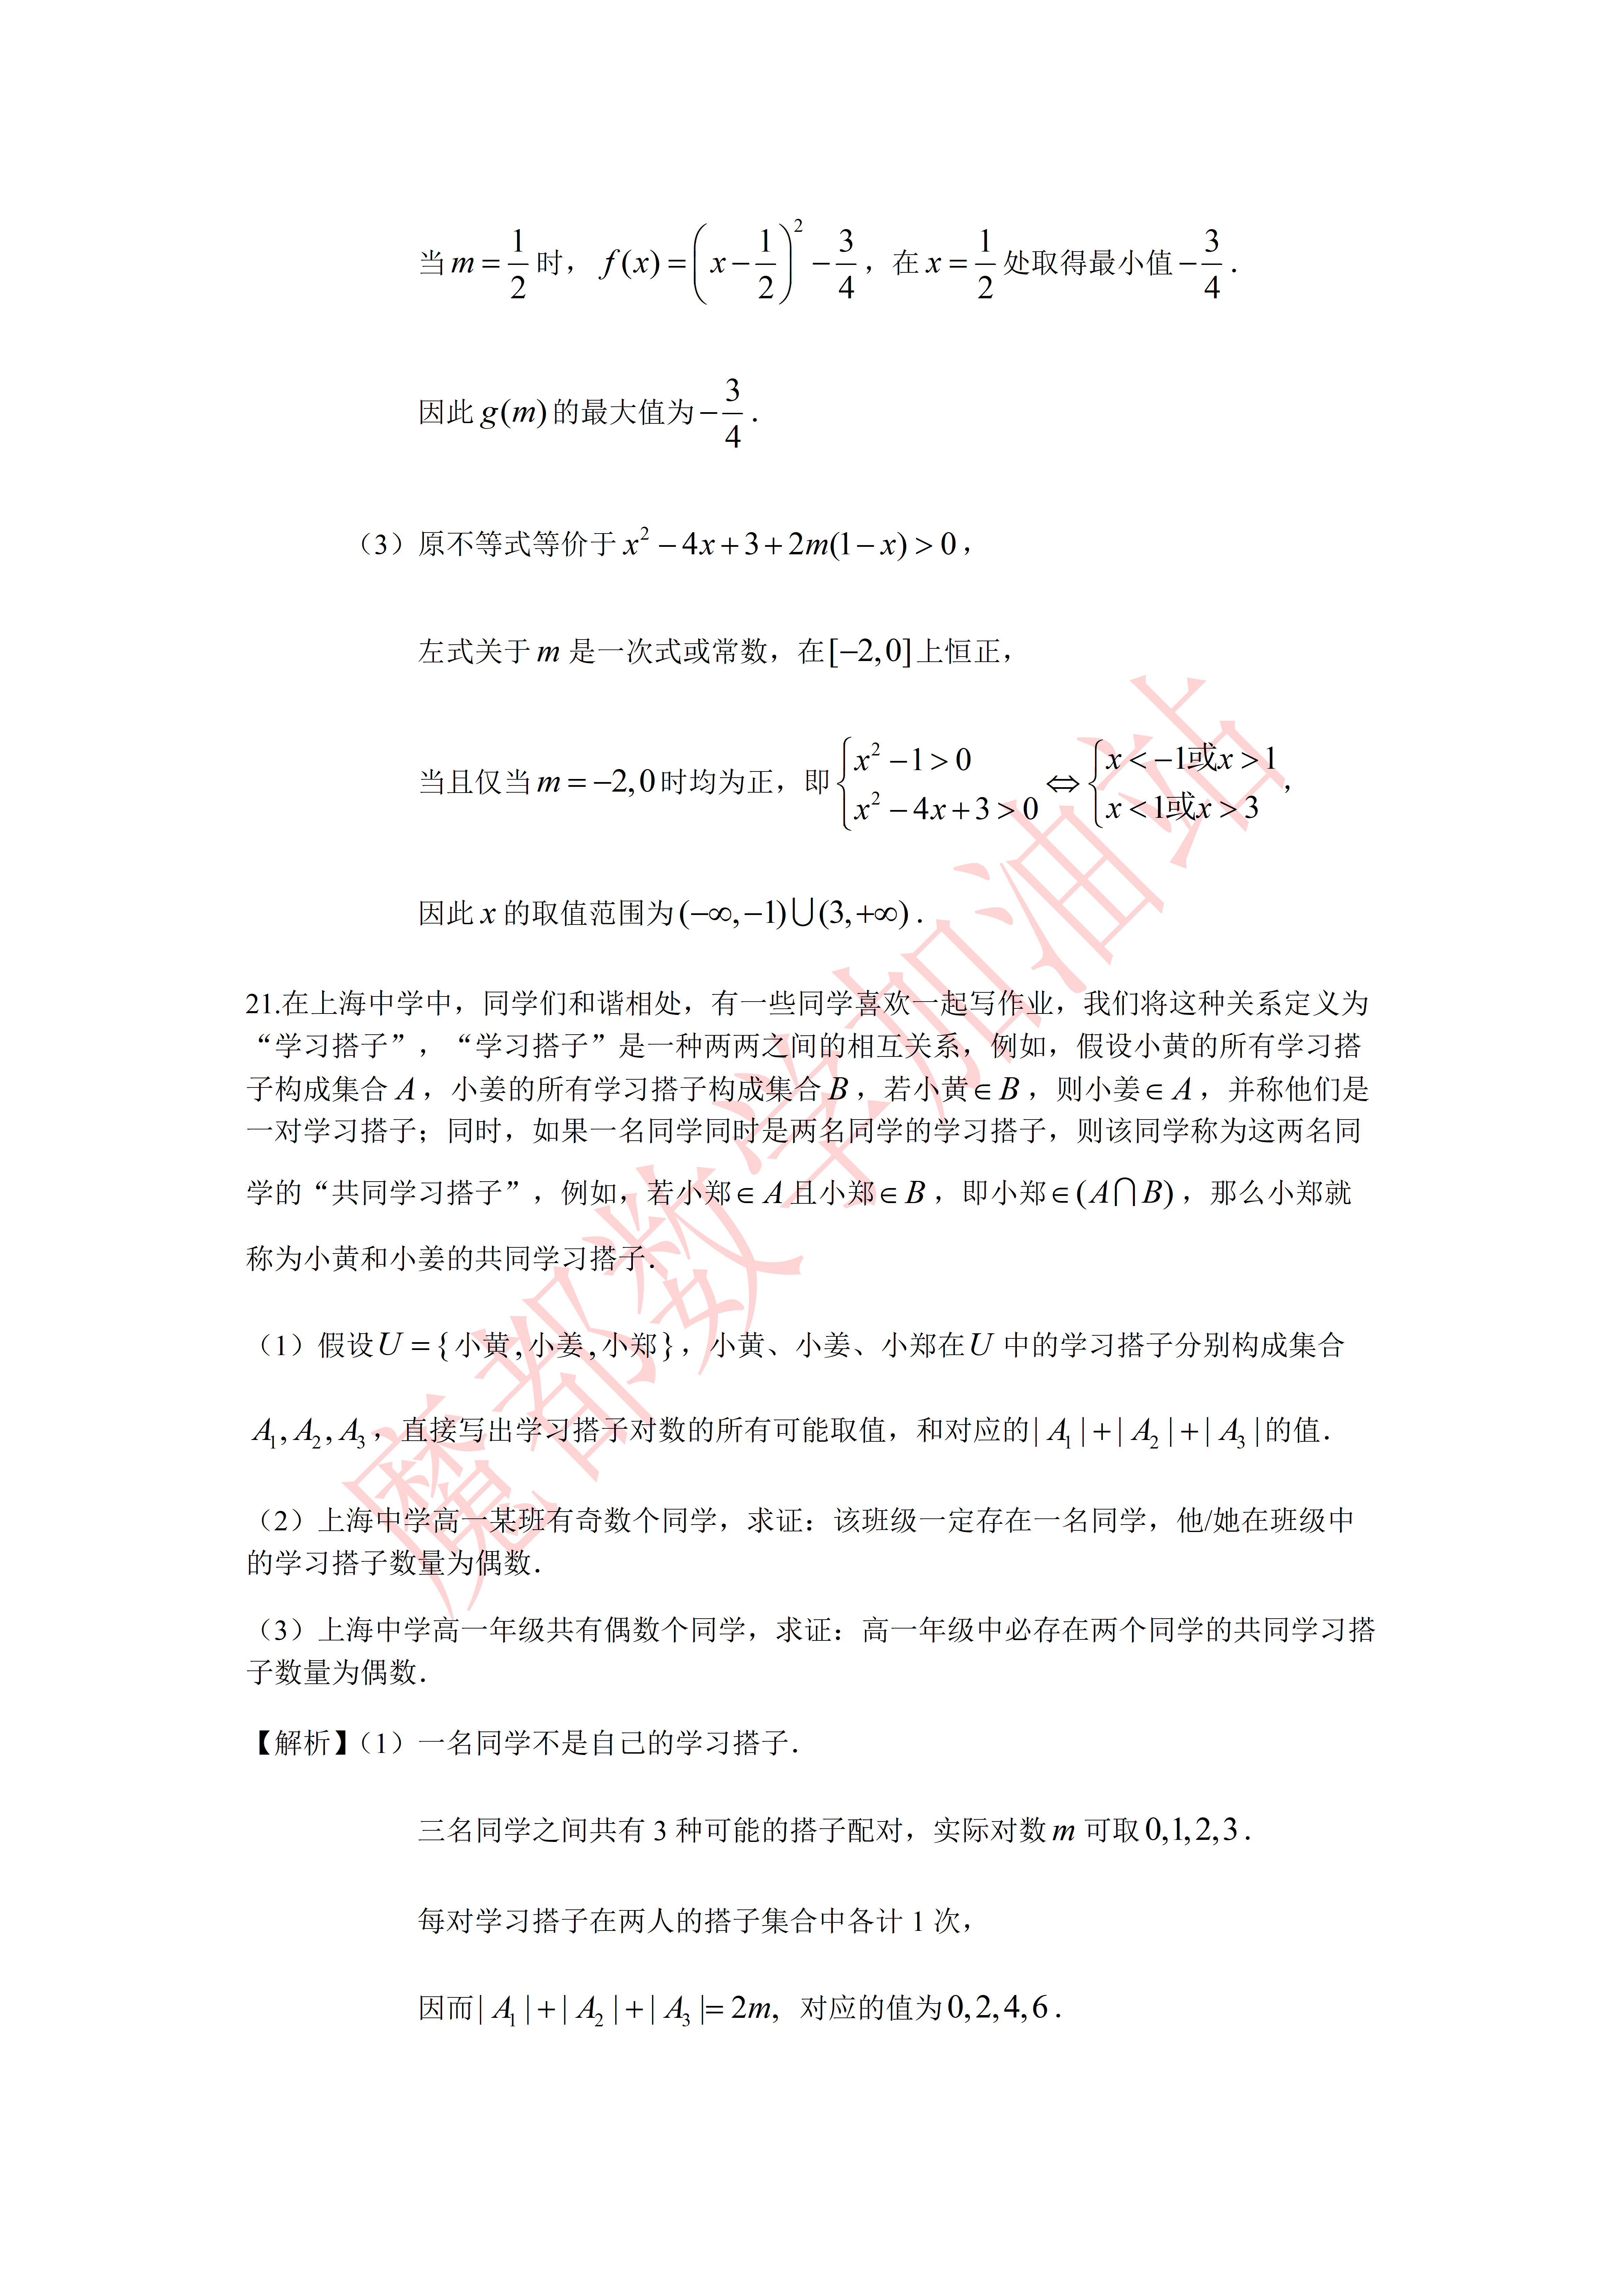 当 m = 1/2 时， f(x) = (x − 1/2)² − 3/4，在 x = 1/2 处取得最小值 −3/4．
因此 g(m) 的最大值为 −3/4．
（3）原不等式等价于 x² − 4x + 3 + 2m(1 − x) > 0，
左式关于 m 是一次式或常数，在[−2,0]上恒正，
当且仅当 m = −2,0 时均为正，即 { x² − 1 > 0, x² − 4x + 3 > 0 ⇔ { x < −1或x > 1, x < 1或x > 3，
因此 x 的取值范围为 (−∞,−1)⋃(3,+∞)．
21.在上海中学中，同学们和谐相处，有一些同学喜欢一起写作业，我们将这种关系定义为
“学习搭子”，“学习搭子”是一种两两之间的相互关系，例如，假设小黄的所有学习搭
子构成集合 A，小姜的所有学习搭子构成集合 B，若小黄∈B，则小姜∈A，并称他们是
一对学习搭子；同时，如果一名同学同时是两名同学的学习搭子，则该同学称为这两名同
学的“共同学习搭子”，例如，若小郑∈A且小郑∈B，即小郑∈(A⋂B)，那么小郑就
称为小黄和小姜的共同学习搭子．
（1）假设U = {小黄,小姜,小郑}，小黄、小姜、小郑在U 中的学习搭子分别构成集合
A₁, A₂, A₃，直接写出学习搭子对数的所有可能取值，和对应的| A₁ | + | A₂ | + | A₃ |的值．
（2）上海中学高一某班有奇数个同学，求证：该班级一定存在一名同学，他/她在班级中
的学习搭子数量为偶数．
（3）上海中学高一年级共有偶数个同学，求证：高一年级中必存在两个同学的共同学习搭
子数量为偶数．
【解析】（1）一名同学不是自己的学习搭子．
三名同学之间共有 3 种可能的搭子配对，实际对数 m 可取 0,1,2,3．
每对学习搭子在两人的搭子集合中各计 1 次，
因而| A₁ | + | A₂ | + | A₃ |= 2m, 对应的值为 0,2,4,6．
魔都数学加油站